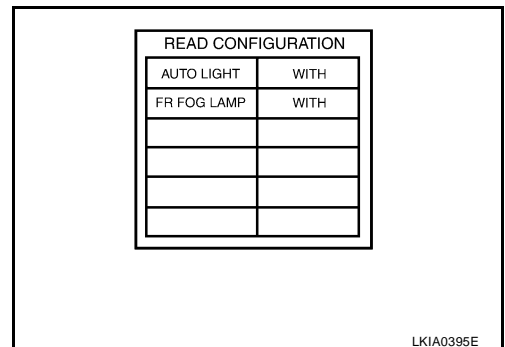 READ CONFIGURATION
AUTO LIGHT WITH
FR FOG LAMP WITH
LKIA0395E